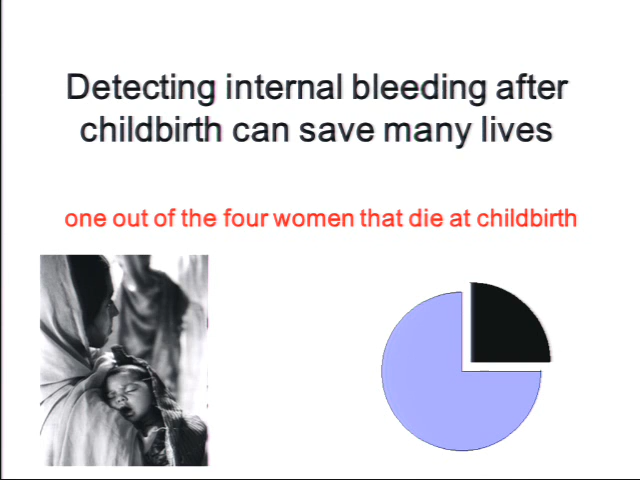 Detecting internal bleeding after
childbirth can save many lives
one out of the four women that die at childbirth